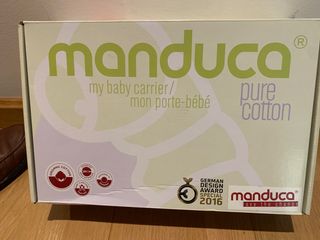 manduca®
my baby carrier/
mon porte-bébé
pure
cotton
GERMAN
DESIGN
AWARD
SPECIAL
2016
manduca®